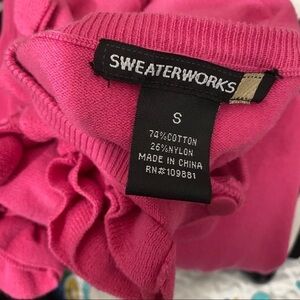 SWEATERWORKS
S
74%COTTON
26%NYLON
MADE IN CHINA
RN#109881